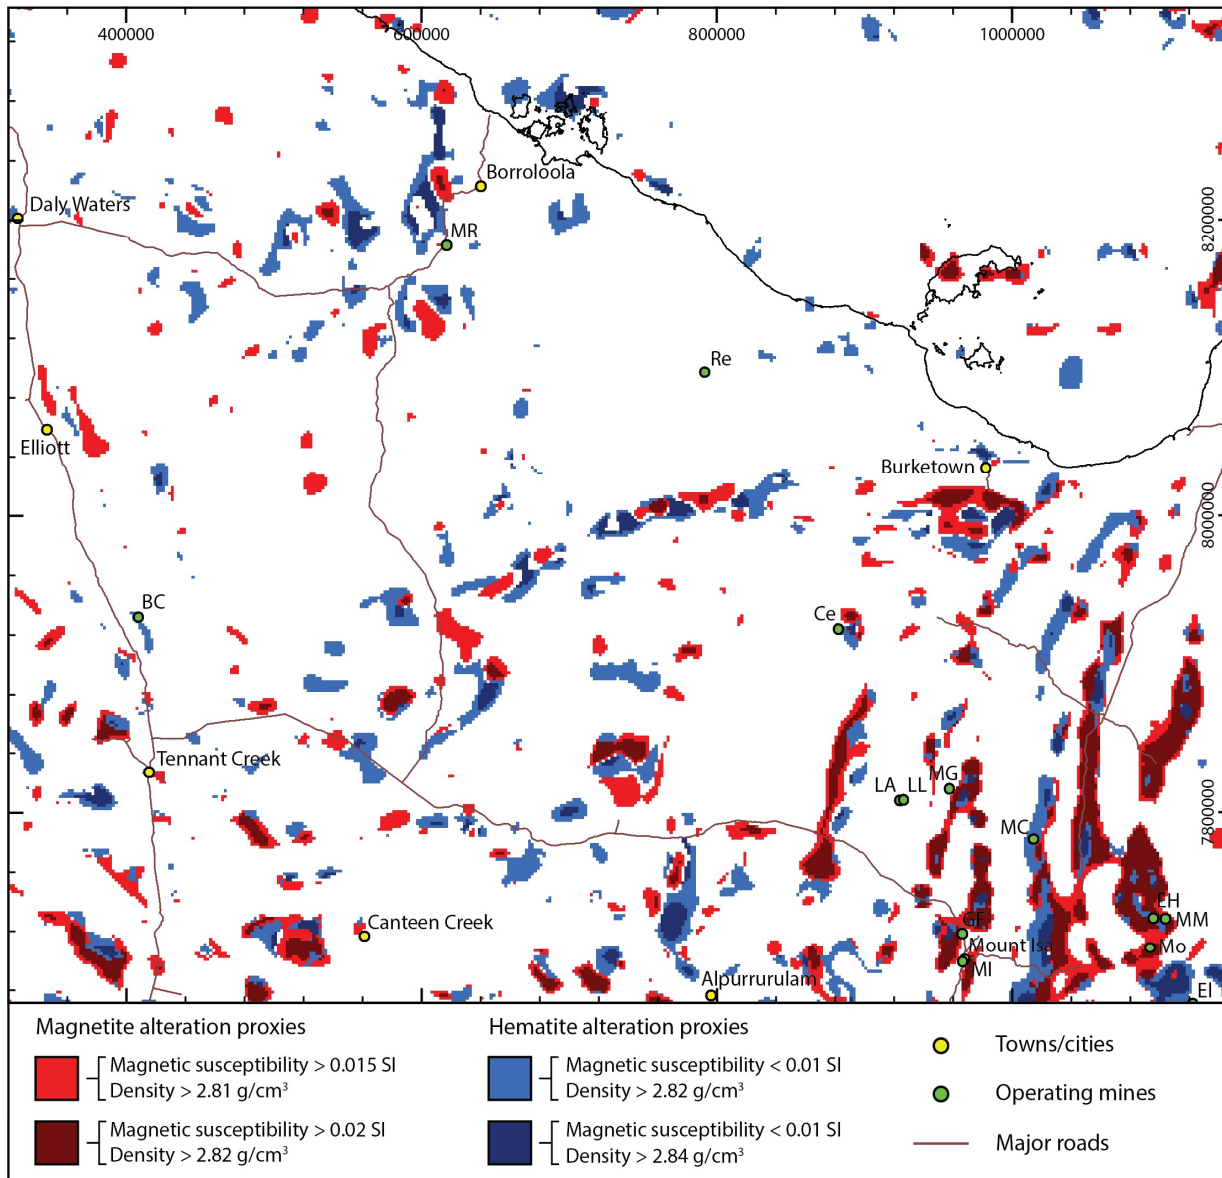 400000
600000
800000
1000000
Borroloola
Daly Waters
MR
8200000
Re
Elliott
Burketown
8000000
BC
Ce
Tennant Creek
LA LL MG
MC
7800000
Canteen Creek
EH
MM
GF
Mount Isa
Mo
MI
Alpurrurulam
EI
Magnetite alteration proxies
Magnetic susceptibility > 0.015 SI
Density > 2.81 g/cm³
Magnetic susceptibility > 0.02 SI
Density > 2.82 g/cm³
Hematite alteration proxies
Magnetic susceptibility < 0.01 SI
Density > 2.82 g/cm³
Magnetic susceptibility < 0.01 SI
Density > 2.84 g/cm³
Towns/cities
Operating mines
Major roads